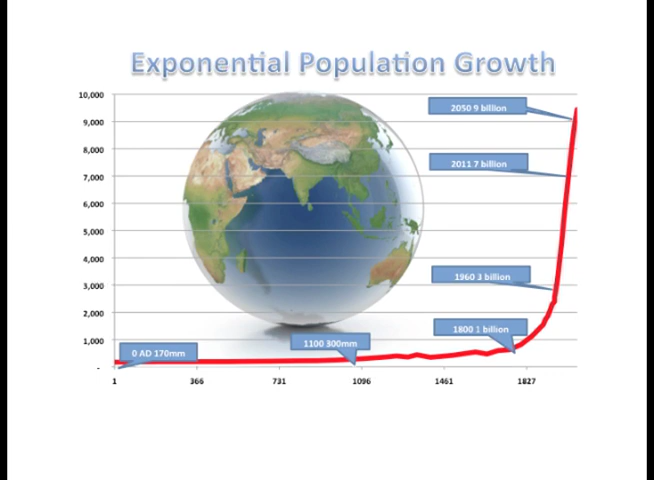 Exponential Population Growth
10,000
9,000
8,000
7,000
6,000
5,000
4,000
3,000
2,000
1,000
-
2050 9 billion
2011 7 billion
1960 3 billion
1800 1 billion
1100 300mm
0 AD 170mm
1 366 731 1096 1461 1827